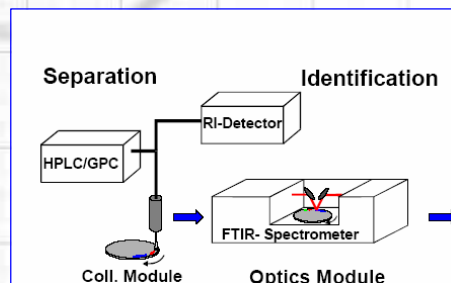 Separation
Identification
RI-Detector
HPLC/GPC
FTIR- Spectrometer
Coll. Module
Optics Module